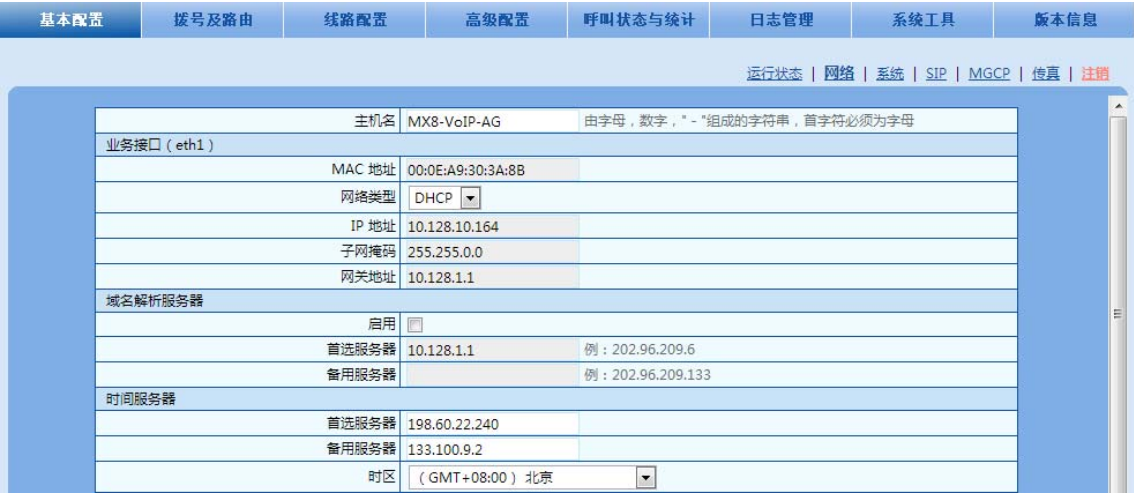 基本配置 拨号及路由 线路配置 高级配置 呼叫状态与统计 日志管理 系统工具 版本信息
运行状态 | 网络 | 系统 | SIP | MGCP | 传真 | 注销
主机名 MX8-VoIP-AG 由字母，数字，" - "组成的字符串，首字符必须为字母
业务接口（eth1）
MAC 地址 00:0E:A9:30:3A:8B
网络类型 DHCP
IP 地址 10.128.10.164
子网掩码 255.255.0.0
网关地址 10.128.1.1
域名解析服务器
启用
首选服务器 10.128.1.1 例：202.96.209.6
备用服务器 例：202.96.209.133
时间服务器
首选服务器 198.60.22.240
备用服务器 133.100.9.2
时区 （GMT+08:00）北京